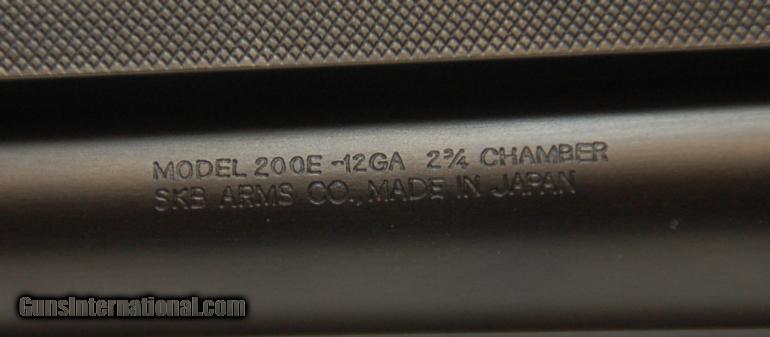 MODEL 200E -12GA 2¾ CHAMBER
SKB ARMS CO., MADE IN JAPAN
GunsInternational.com